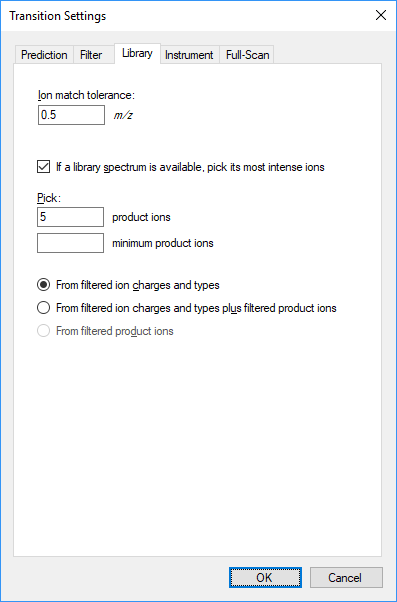 Transition Settings
Prediction Filter Library Instrument Full-Scan
Ion match tolerance:
0.5 m/z
If a library spectrum is available, pick its most intense ions
Pick:
5 product ions
minimum product ions
From filtered ion charges and types
From filtered ion charges and types plus filtered product ions
From filtered product ions
OK Cancel